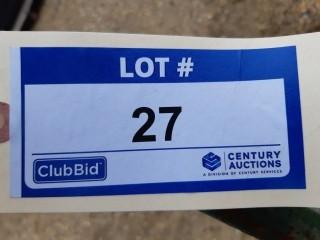 LOT #
27
ClubBid
CENTURY
AUCTIONS
A DIVISION OF CENTURY SERVICES